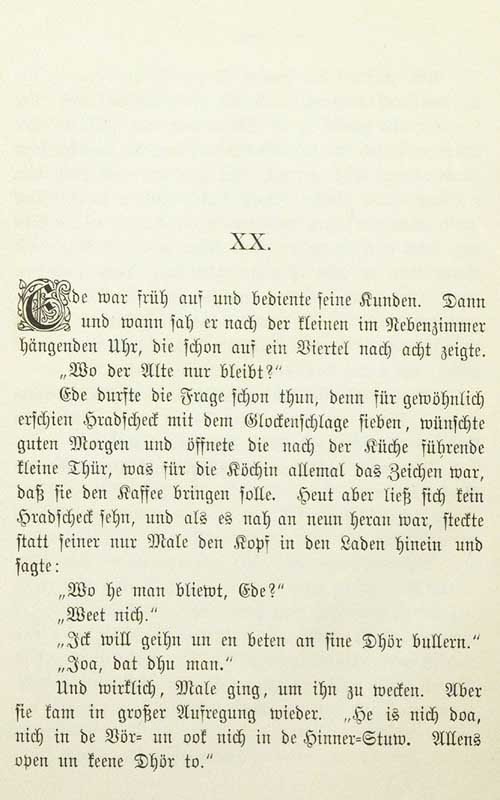 XX.
Ede war früh auf und bediente seine Kunden. Dann
und wann sah er nach der kleinen im Nebenzimmer
hängenden Uhr, die schon auf ein Viertel nach acht zeigte.
„Wo der Alte nur bleibt?“
Ede durfte die Frage schon thun, denn für gewöhnlich
erschien Hradscheck mit dem Glockenschlage sieben, wünschte
guten Morgen und öffnete die nach der Küche führende
kleine Thür, was für die Köchin allemal das Zeichen war,
daß sie den Kaffee bringen solle. Heut aber ließ sich kein
Hradscheck sehn, und als es nah an neun heran war, steckte
statt seiner nur Male den Kopf in den Laden hinein und
sagte:
„Wo he man bliewt, Ede?“
„Weet nich.“
„Ick will geihn un en beten an sine Dhör bullern.“
„Joa, dat dhu man.“
Und wirklich, Male ging, um ihn zu wecken. Aber
sie kam in großer Aufregung wieder. „He is nich doa,
nich in de Vör- un ook nich in de Hinner-Stuw. Allens
open un keene Dhör to.“